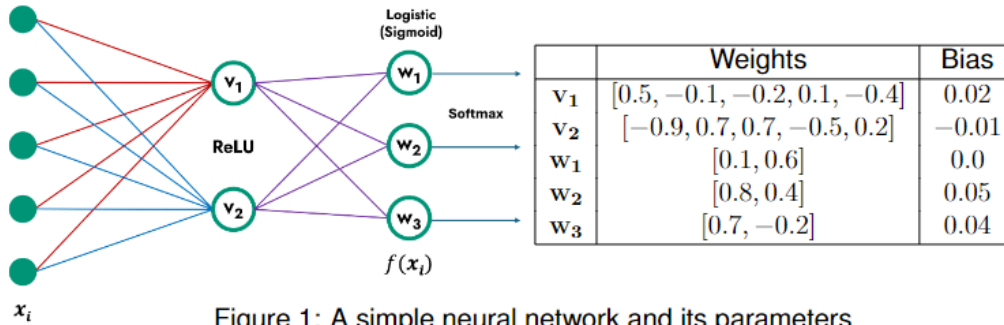 Logistic
(Sigmoid)
v₁
w₁
Softmax
ReLU
w₂
v₂
w₃
f(xᵢ)
xᵢ
Weights Bias
v₁ [0.5, −0.1, −0.2, 0.1, −0.4] 0.02
v₂ [−0.9, 0.7, 0.7, −0.5, 0.2] −0.01
w₁ [0.1, 0.6] 0.0
w₂ [0.8, 0.4] 0.05
w₃ [0.7, −0.2] 0.04
Figure 1: A simple neural network and its parameters